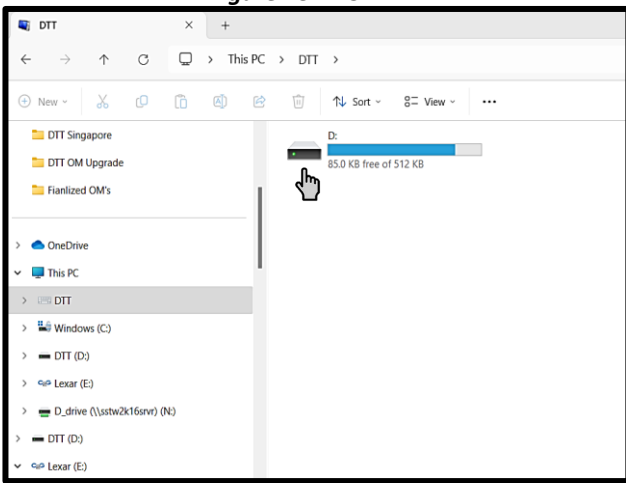 DTT
This PC > DTT >
New
Sort
View
DTT Singapore
DTT OM Upgrade
Fianlized OM's
OneDrive
This PC
DTT
Windows (C:)
DTT (D:)
Lexar (E:)
D_drive (\\sstw2k16srvr) (N:)
DTT (D:)
Lexar (E:)
D:
85.0 KB free of 512 KB